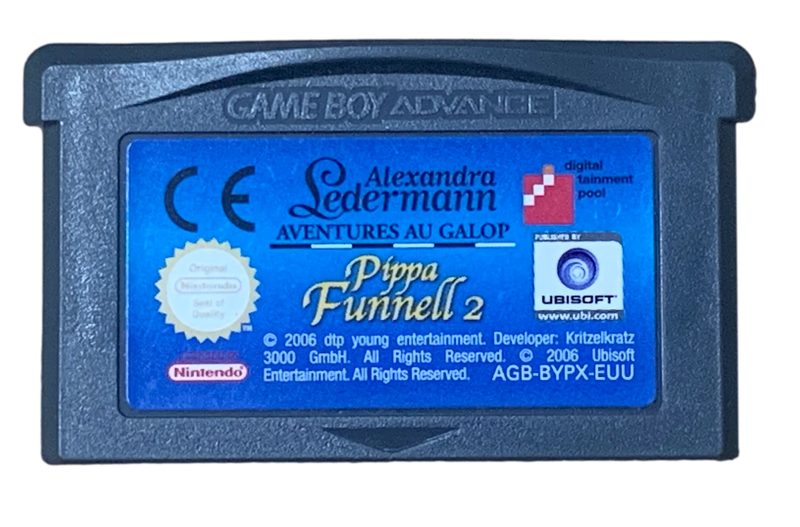 GAME BOY ADVANCE
CE
Alexandra
Ledermann
AVENTURES AU GALOP
digital
tainment
pool
Original
Nintendo
Seal of
Quality
TM
Pippa
Funnell 2
PUBLISHED BY
UBISOFT
www.ubi.com
© 2006 dtp young entertainment. Developer: Kritzelkratz
3000 GmbH. All Rights Reserved. © 2006 Ubisoft
Entertainment. All Rights Reserved. AGB-BYPX-EUU
Nintendo®